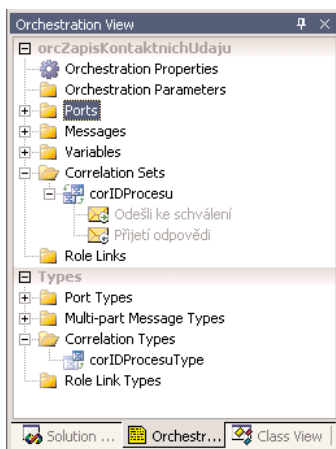 Orchestration View
orcZapisKontaktnichUdaju
Orchestration Properties
Orchestration Parameters
Ports
Messages
Variables
Correlation Sets
corIDProcesu
Odešli ke schválení
Přijetí odpovědi
Role Links
Types
Port Types
Multi-part Message Types
Correlation Types
corIDProcesuType
Role Link Types
Solution ... Orchestr... Class View